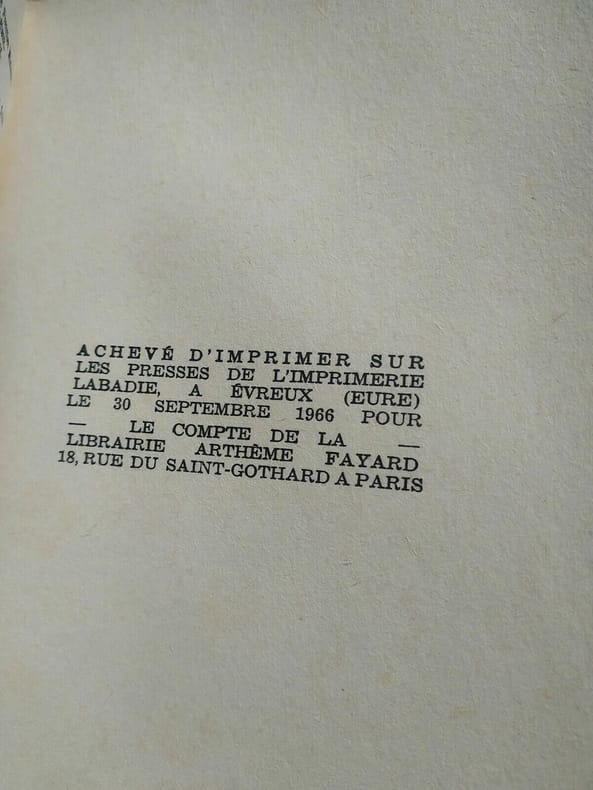 ACHEVÉ D'IMPRIMER SUR
LES PRESSES DE L'IMPRIMERIE
LABADIE, A ÉVREUX (EURE)
LE 30 SEPTEMBRE 1966 POUR
— LE COMPTE DE LA —
LIBRAIRIE ARTHÈME FAYARD
18, RUE DU SAINT-GOTHARD A PARIS